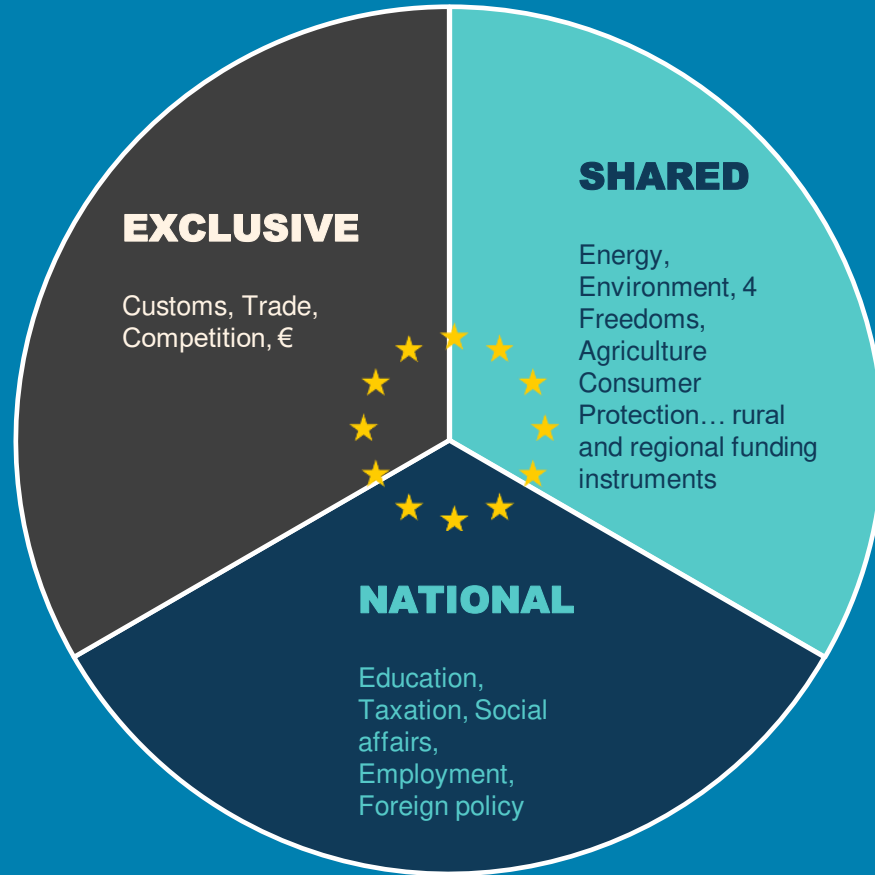 EXCLUSIVE
Customs, Trade,
Competition, €
SHARED
Energy,
Environment, 4
Freedoms,
Agriculture
Consumer
Protection… rural
and regional funding
instruments
NATIONAL
Education,
Taxation, Social
affairs,
Employment,
Foreign policy